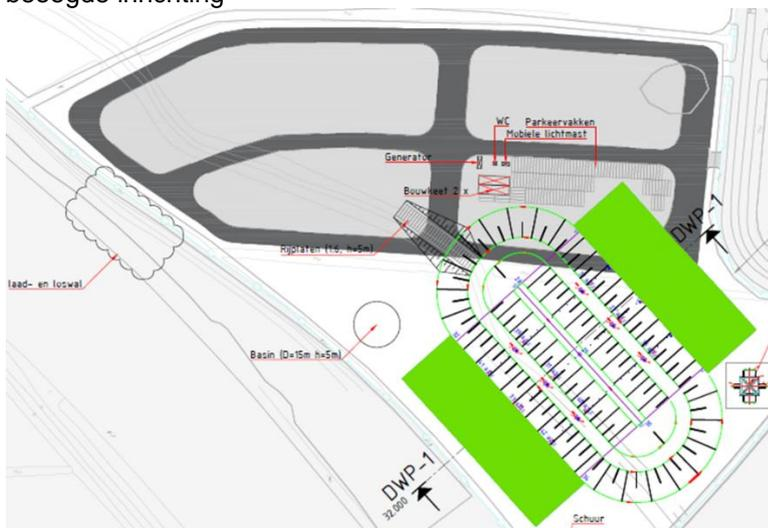 beoogde inrichting
WC Parkeervakken
Mobiele lichtmast
Generator
Bouwkeet 2 x
DWP-1
Rijplaten (1:6, h=5m)
laad- en loswal
Basin (D=15m h=5m)
DWP-1
32.000
Schuur